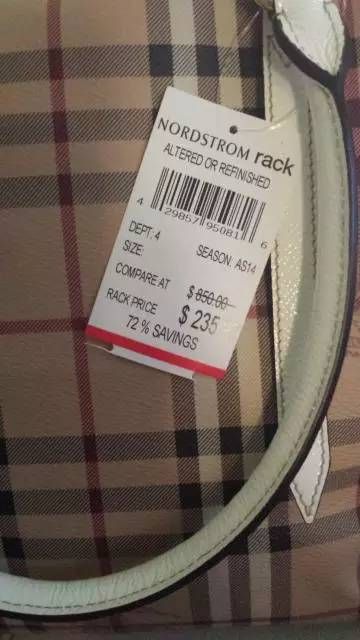 NORDSTROM rack
ALTERED OR REFINISHED
4 29857 95081 6
DEPT: 4
SEASON: AS14
SIZE:
COMPARE AT $ 850.00
RACK PRICE $ 235
72 % SAVINGS